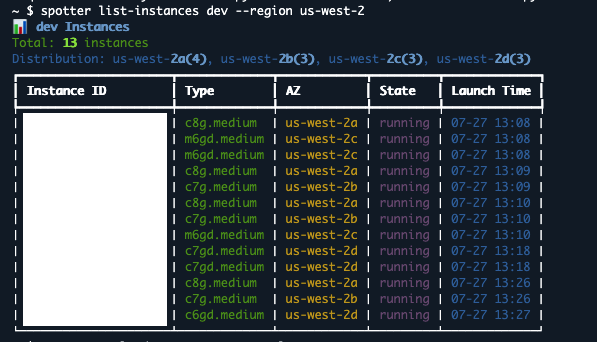 ~ $ spotter list-instances dev --region us-west-2
dev Instances
Total: 13 instances
Distribution: us-west-2a(4), us-west-2b(3), us-west-2c(3), us-west-2d(3)
Instance ID | Type | AZ | State | Launch Time
c8g.medium | us-west-2a | running | 07-27 13:08
m6gd.medium | us-west-2c | running | 07-27 13:08
m6gd.medium | us-west-2c | running | 07-27 13:08
c8g.medium | us-west-2a | running | 07-27 13:09
c7gd.medium | us-west-2b | running | 07-27 13:09
c8g.medium | us-west-2a | running | 07-27 13:10
c7gd.medium | us-west-2b | running | 07-27 13:10
m6gd.medium | us-west-2c | running | 07-27 13:10
c7gd.medium | us-west-2d | running | 07-27 13:18
c7gd.medium | us-west-2d | running | 07-27 13:18
c8g.medium | us-west-2a | running | 07-27 13:26
c7gd.medium | us-west-2b | running | 07-27 13:26
c6gd.medium | us-west-2d | running | 07-27 13:27